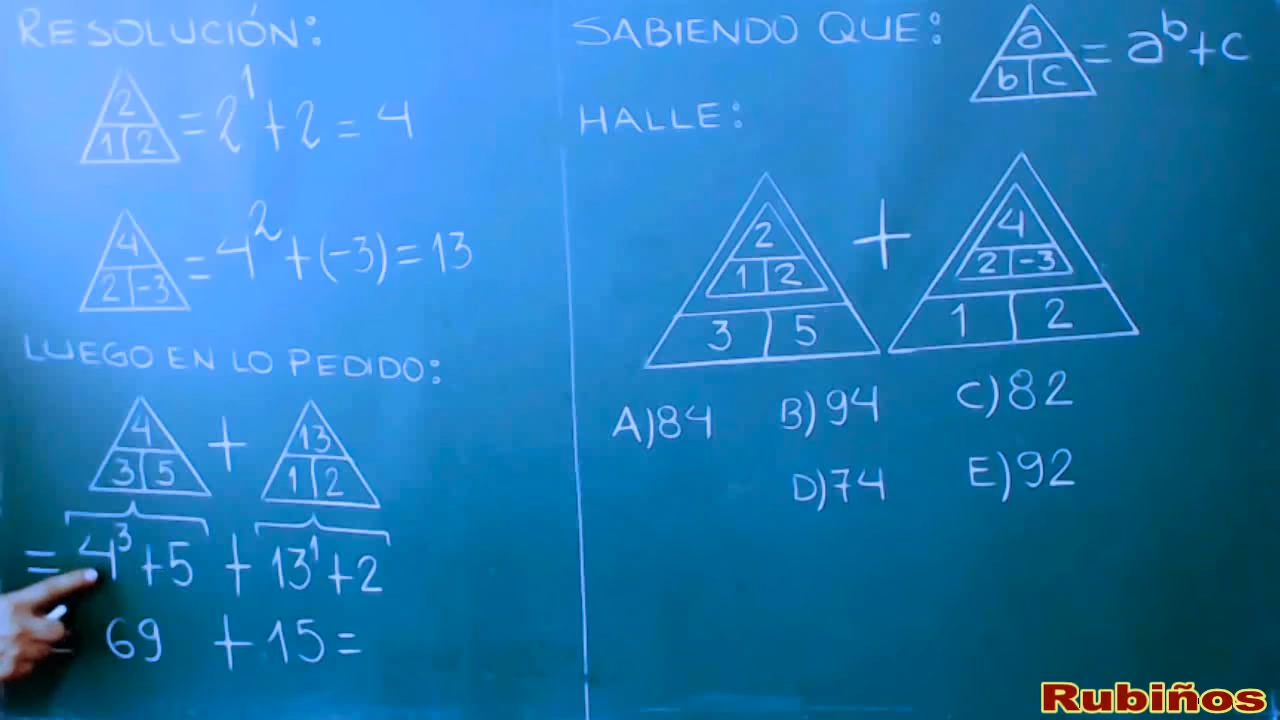 RESOLUCIÓN:
2
1 2 = 2^1 + 2 = 4
4
2 -3 = 4^2 + (-3) = 13
LUEGO EN LO PEDIDO:
4 + 13
3 5 1 2
= 4^3 + 5 + 13^1 + 2
= 69 + 15 =
SABIENDO QUE:
a
b c = a^b + c
HALLE:
2 + 4
1 2 2 -3
3 5 1 2
A) 84 B) 94 C) 82
D) 74 E) 92
Rubiños